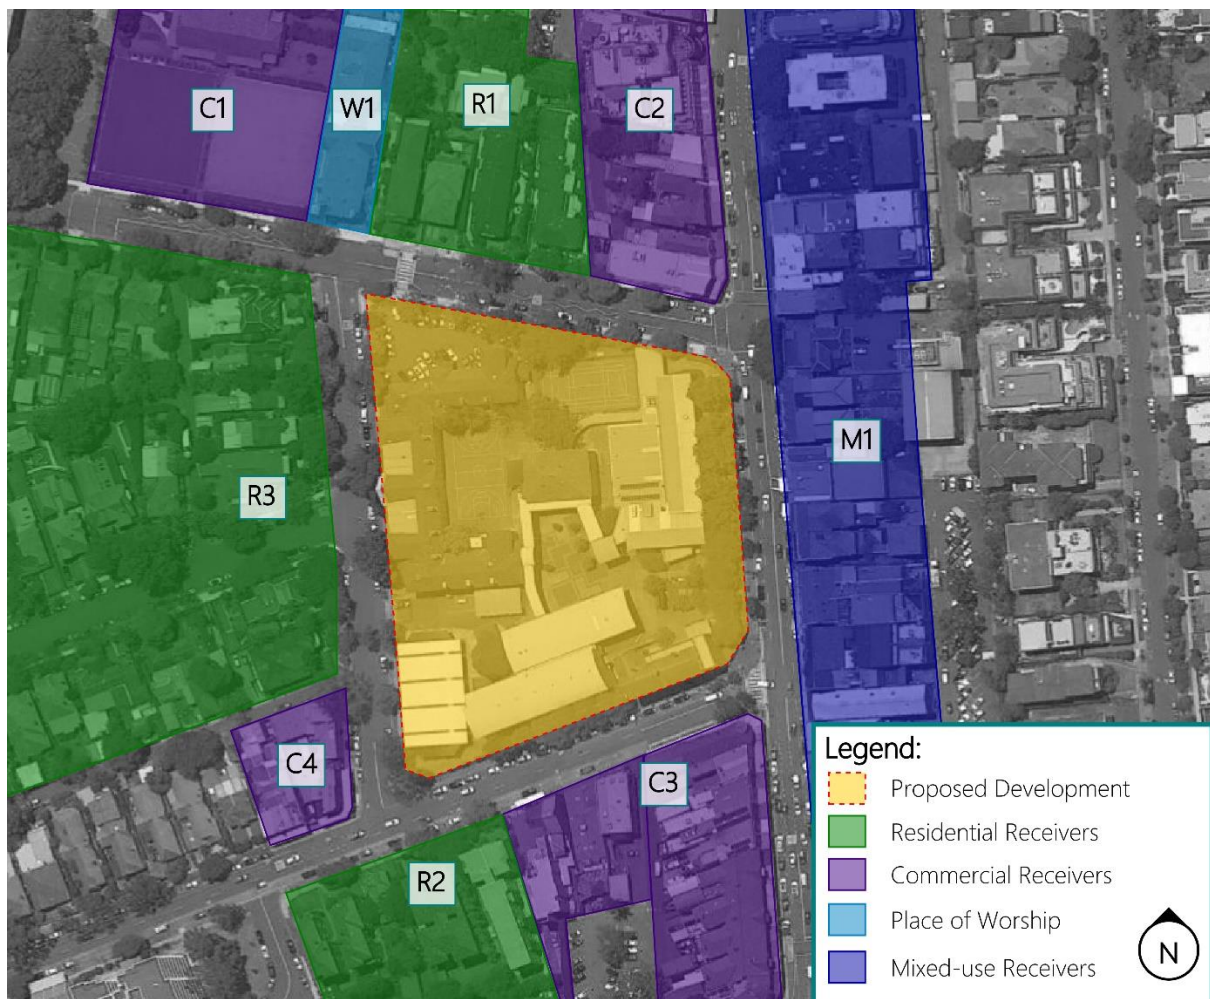 C1
W1
R1
C2
R3
M1
C4
C3
R2
Legend:
Proposed Development
Residential Receivers
Commercial Receivers
Place of Worship
Mixed-use Receivers
N